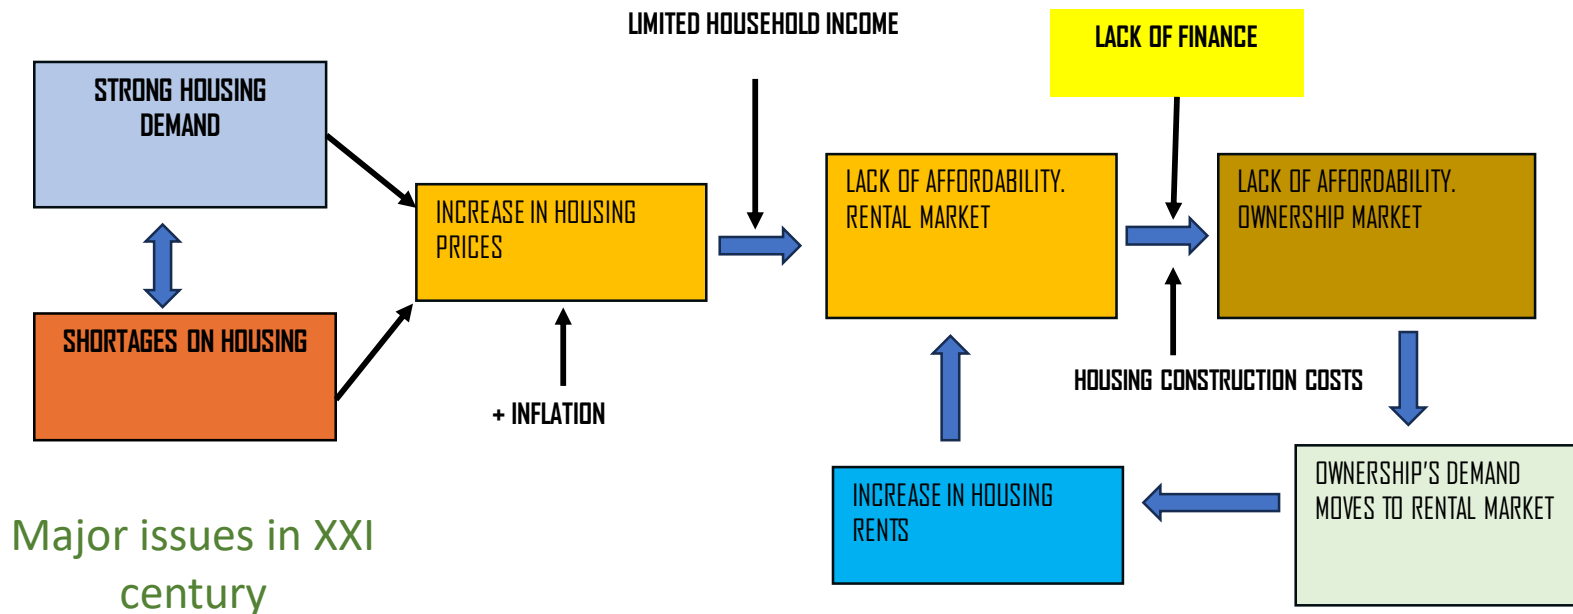 LIMITED HOUSEHOLD INCOME
LACK OF FINANCE
STRONG HOUSING
DEMAND
LACK OF AFFORDABILITY.
RENTAL MARKET
LACK OF AFFORDABILITY.
OWNERSHIP MARKET
INCREASE IN HOUSING
PRICES
SHORTAGES ON HOUSING
HOUSING CONSTRUCTION COSTS
+ INFLATION
OWNERSHIP'S DEMAND
MOVES TO RENTAL MARKET
INCREASE IN HOUSING
RENTS
Major issues in XXI
century